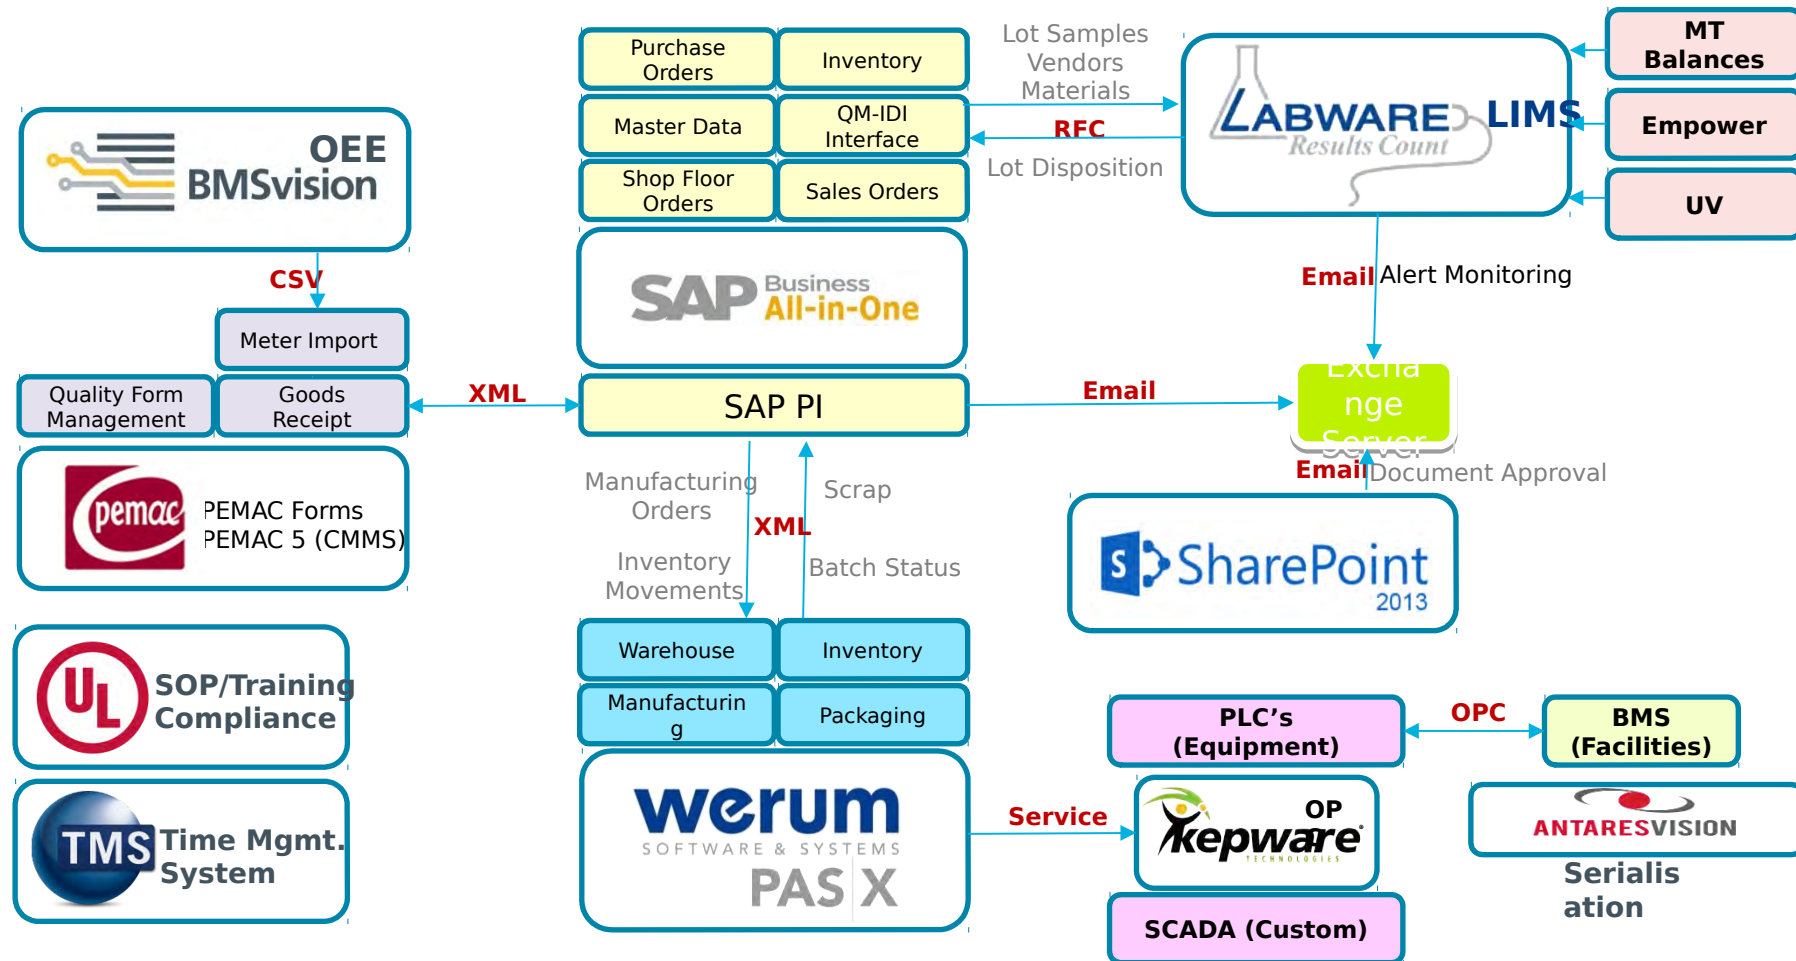 Purchase
Orders
Inventory
Master Data
QM-IDI
Interface
Shop Floor
Orders
Sales Orders
SAP Business
All-in-One
SAP PI
Lot Samples
Vendors
Materials
RFC
Lot Disposition
LABWARE LIMS
Results Count
MT
Balances
Empower
UV
OEE
BMSvision
CSV
Meter Import
Quality Form
Management
Goods
Receipt
XML
pemac
PEMAC Forms
PEMAC 5 (CMMS)
Email
Email Alert Monitoring
Excha
nge
Server
Email Document Approval
S SharePoint
2013
Manufacturing
Orders
Scrap
XML
Inventory
Movements
Batch Status
Warehouse
Inventory
Manufacturin
g
Packaging
werum
SOFTWARE & SYSTEMS
PAS X
Service
UL
SOP/Training
Compliance
TMS
Time Mgmt.
System
PLC’s
(Equipment)
OPC
BMS
(Facilities)
OP
C
kepware
TECHNOLOGIES
SCADA (Custom)
ANTARESVISION
Serialis
ation